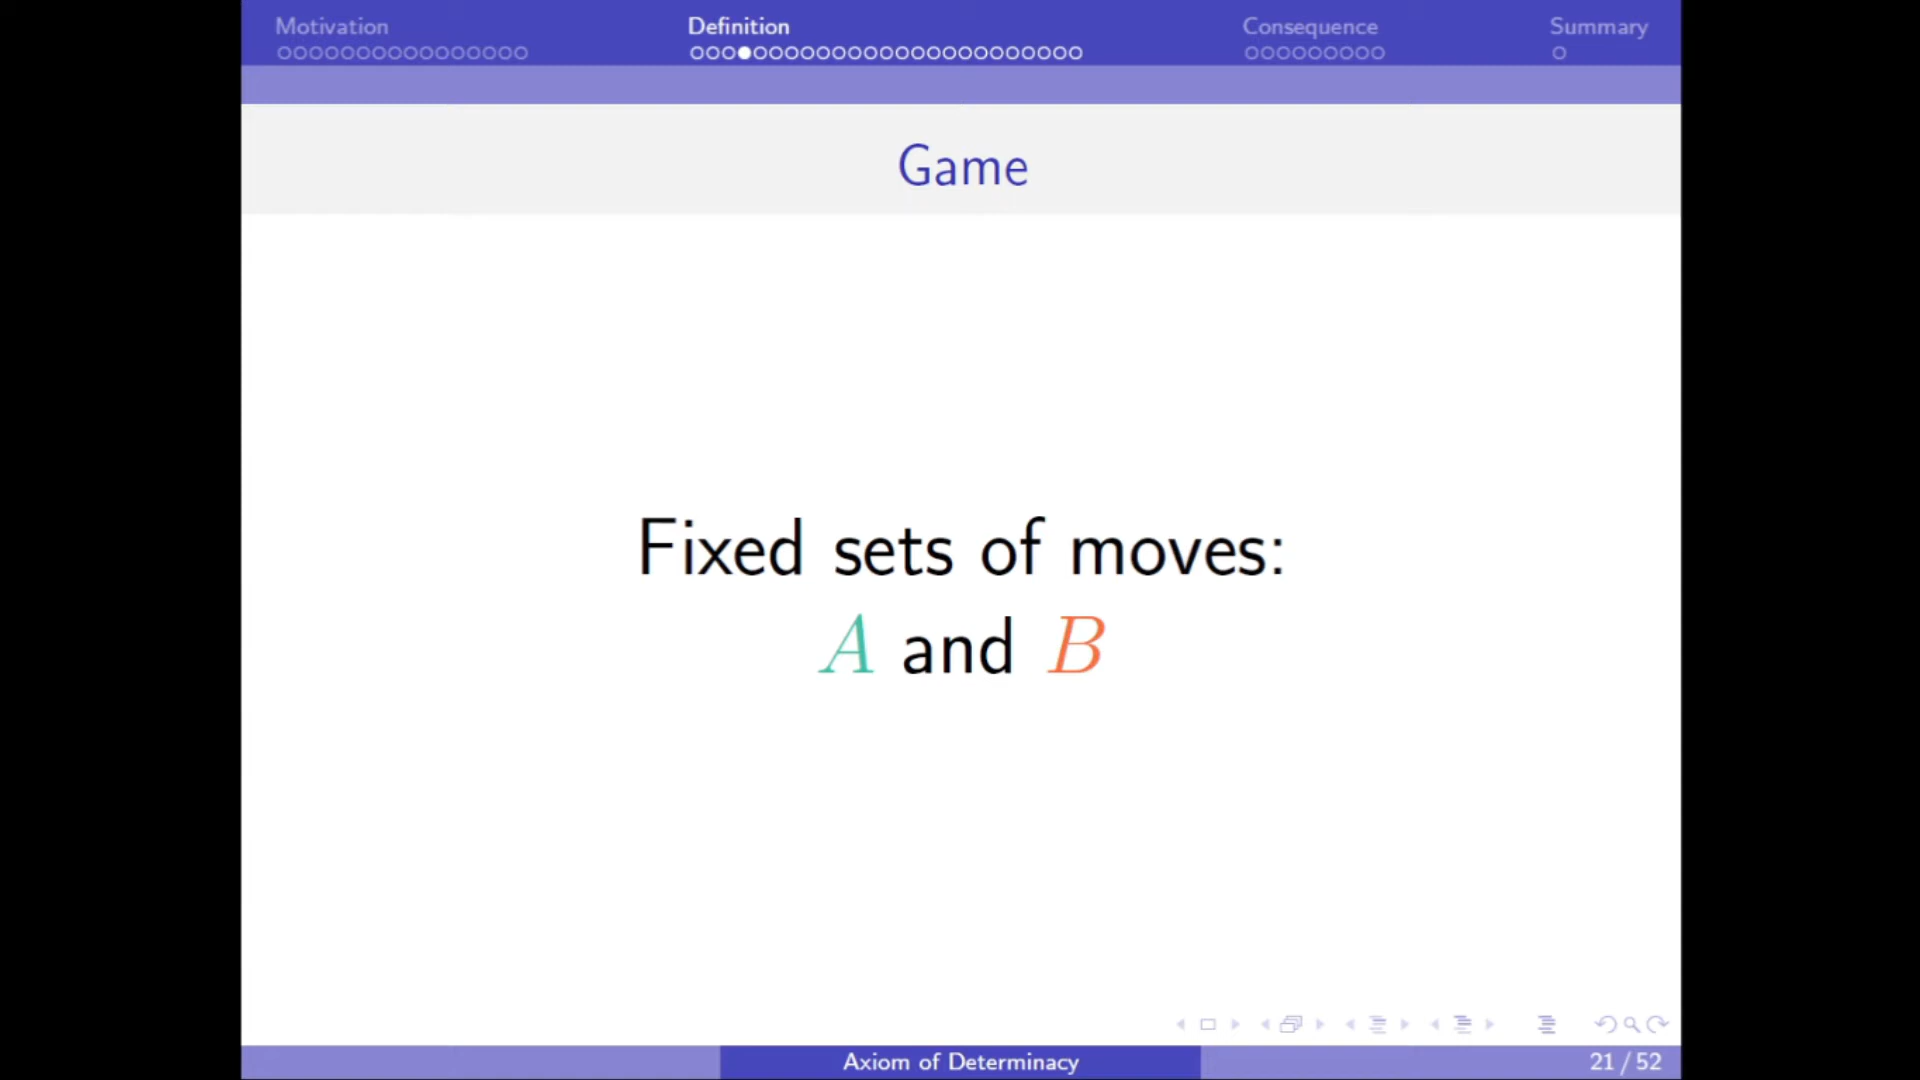 Motivation Definition Consequence Summary
Game
Fixed sets of moves:
A and B
Axiom of Determinacy 21 / 52